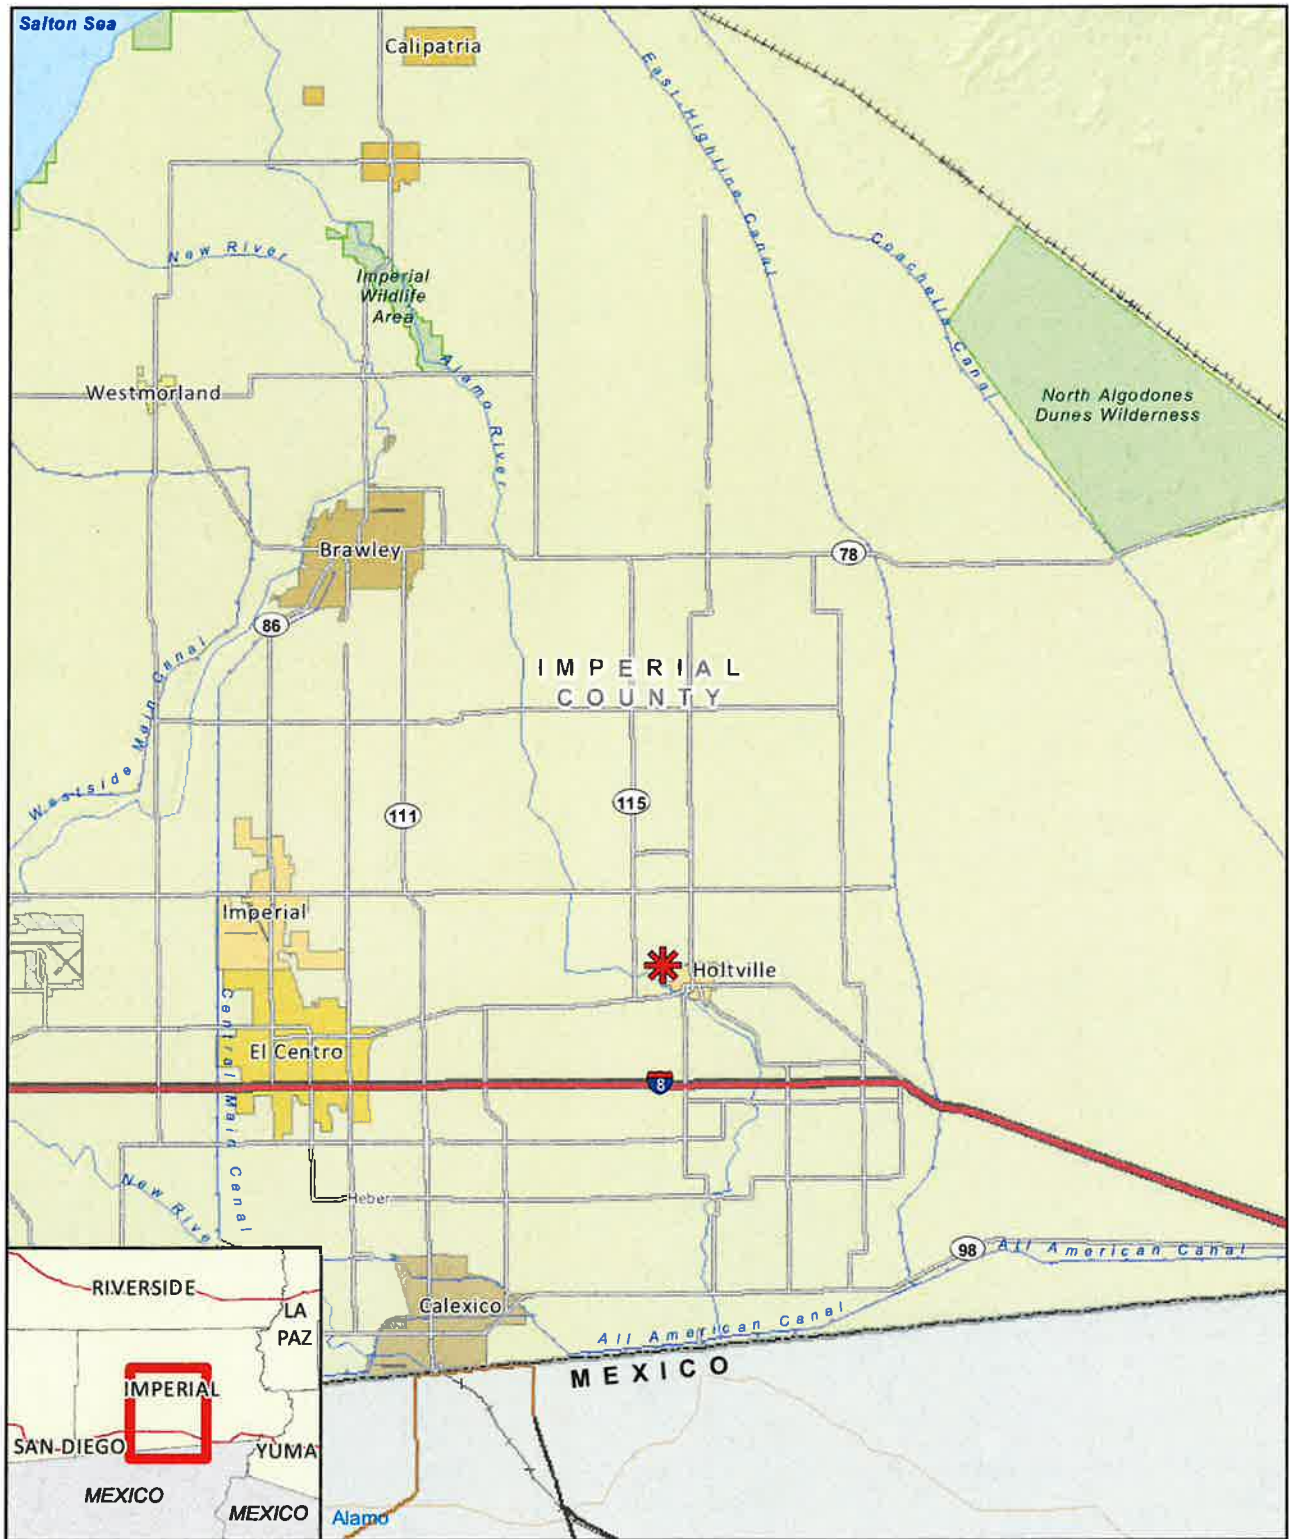 Salton Sea
Calipatria
East Highline Canal
New River
Coachella Canal
Imperial
Wildlife
Area
Alamo River
Westmorland
North Algodones
Dunes Wilderness
Brawley
78
86
IMPERIAL
COUNTY
Westside Main Canal
111
115
Imperial
Holtville
Central Main Canal
El Centro
8
New Rive
Heber
98
All American Canal
Calexico
All American Canal
MEXICO
RIVERSIDE
LA
PAZ
IMPERIAL
SAN DIEGO
YUMA
MEXICO
MEXICO
Alamo